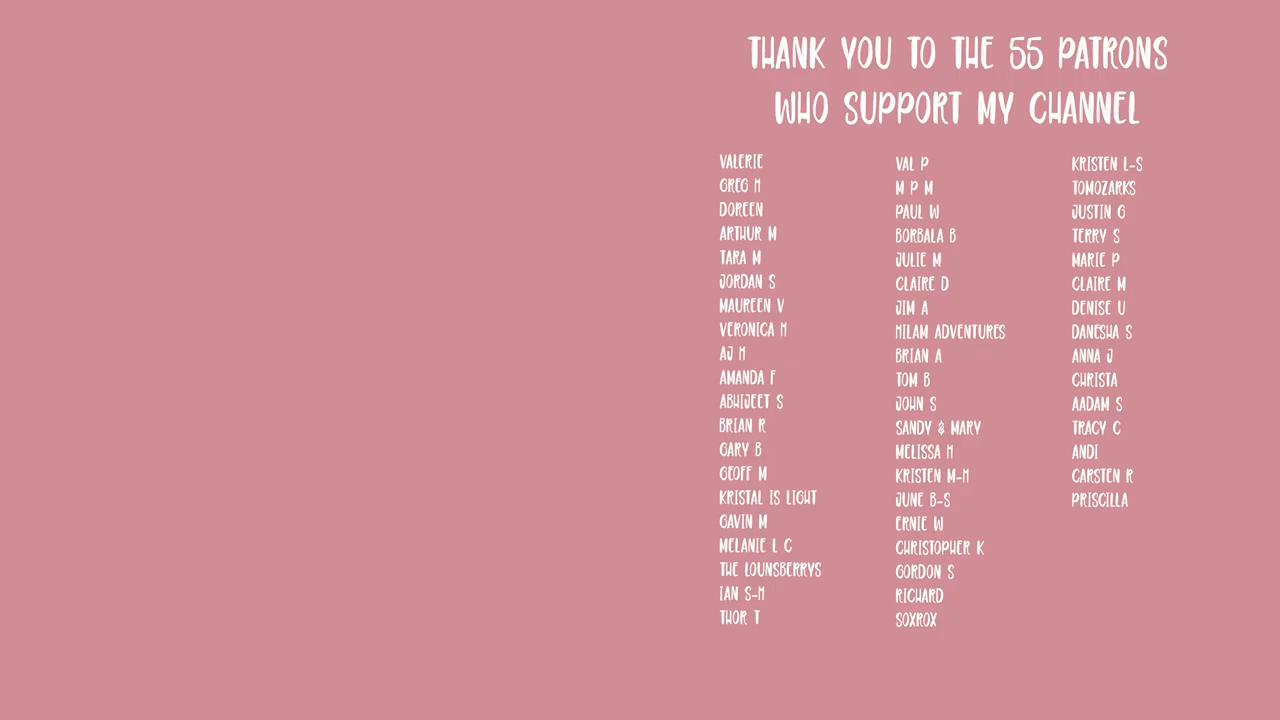 THANK YOU TO THE 55 PATRONS
WHO SUPPORT MY CHANNEL
VALERIE
GREG H
DOREEN
ARTHUR M
TARA M
JORDAN S
MAUREEN V
VERONICA H
AJ H
AMANDA F
ABHIJEET S
BRIAN R
GARY B
GEOFF M
KRISTAL IS LIGHT
GAVIN M
MELANIE L C
THE LOUNSBERRYS
IAN S-H
THOR T
VAL P
M P M
PAUL W
BORBALA B
JULIE M
CLAIRE D
JIM A
MILAM ADVENTURES
BRIAN A
TOM B
JOHN S
SANDY & MARY
MELISSA H
KRISTEN M-H
JUNE B-S
ERNIE W
CHRISTOPHER K
GORDON S
RICHARD
SOXROX
KRISTEN L-S
TOMOZARKS
JUSTIN G
TERRY S
MARIE P
CLAIRE M
DENISE U
DANESHA S
ANNA J
CHRISTA
AADAM S
TRACY C
ANDI
CARSTEN R
PRISCILLA